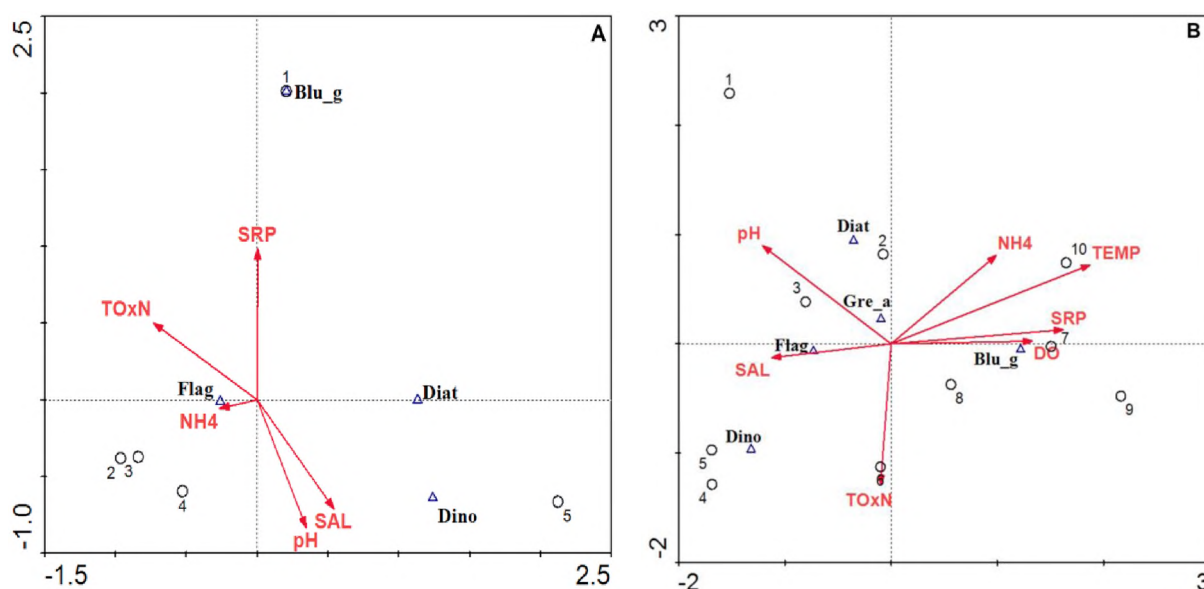 A
2.5
1
Blu_g
SRP
TOxN
Flag
Diat
NH4
2
3
4
Dino
5
SAL
pH
-1.0
-1.5
2.5
B
3
1
Diat
2
pH
NH4
10
TEMP
3
Gre_a
SRP
7
Flag
DO
Blu_g
SAL
8
9
Dino
5
4
6
TOxN
-2
-2
3